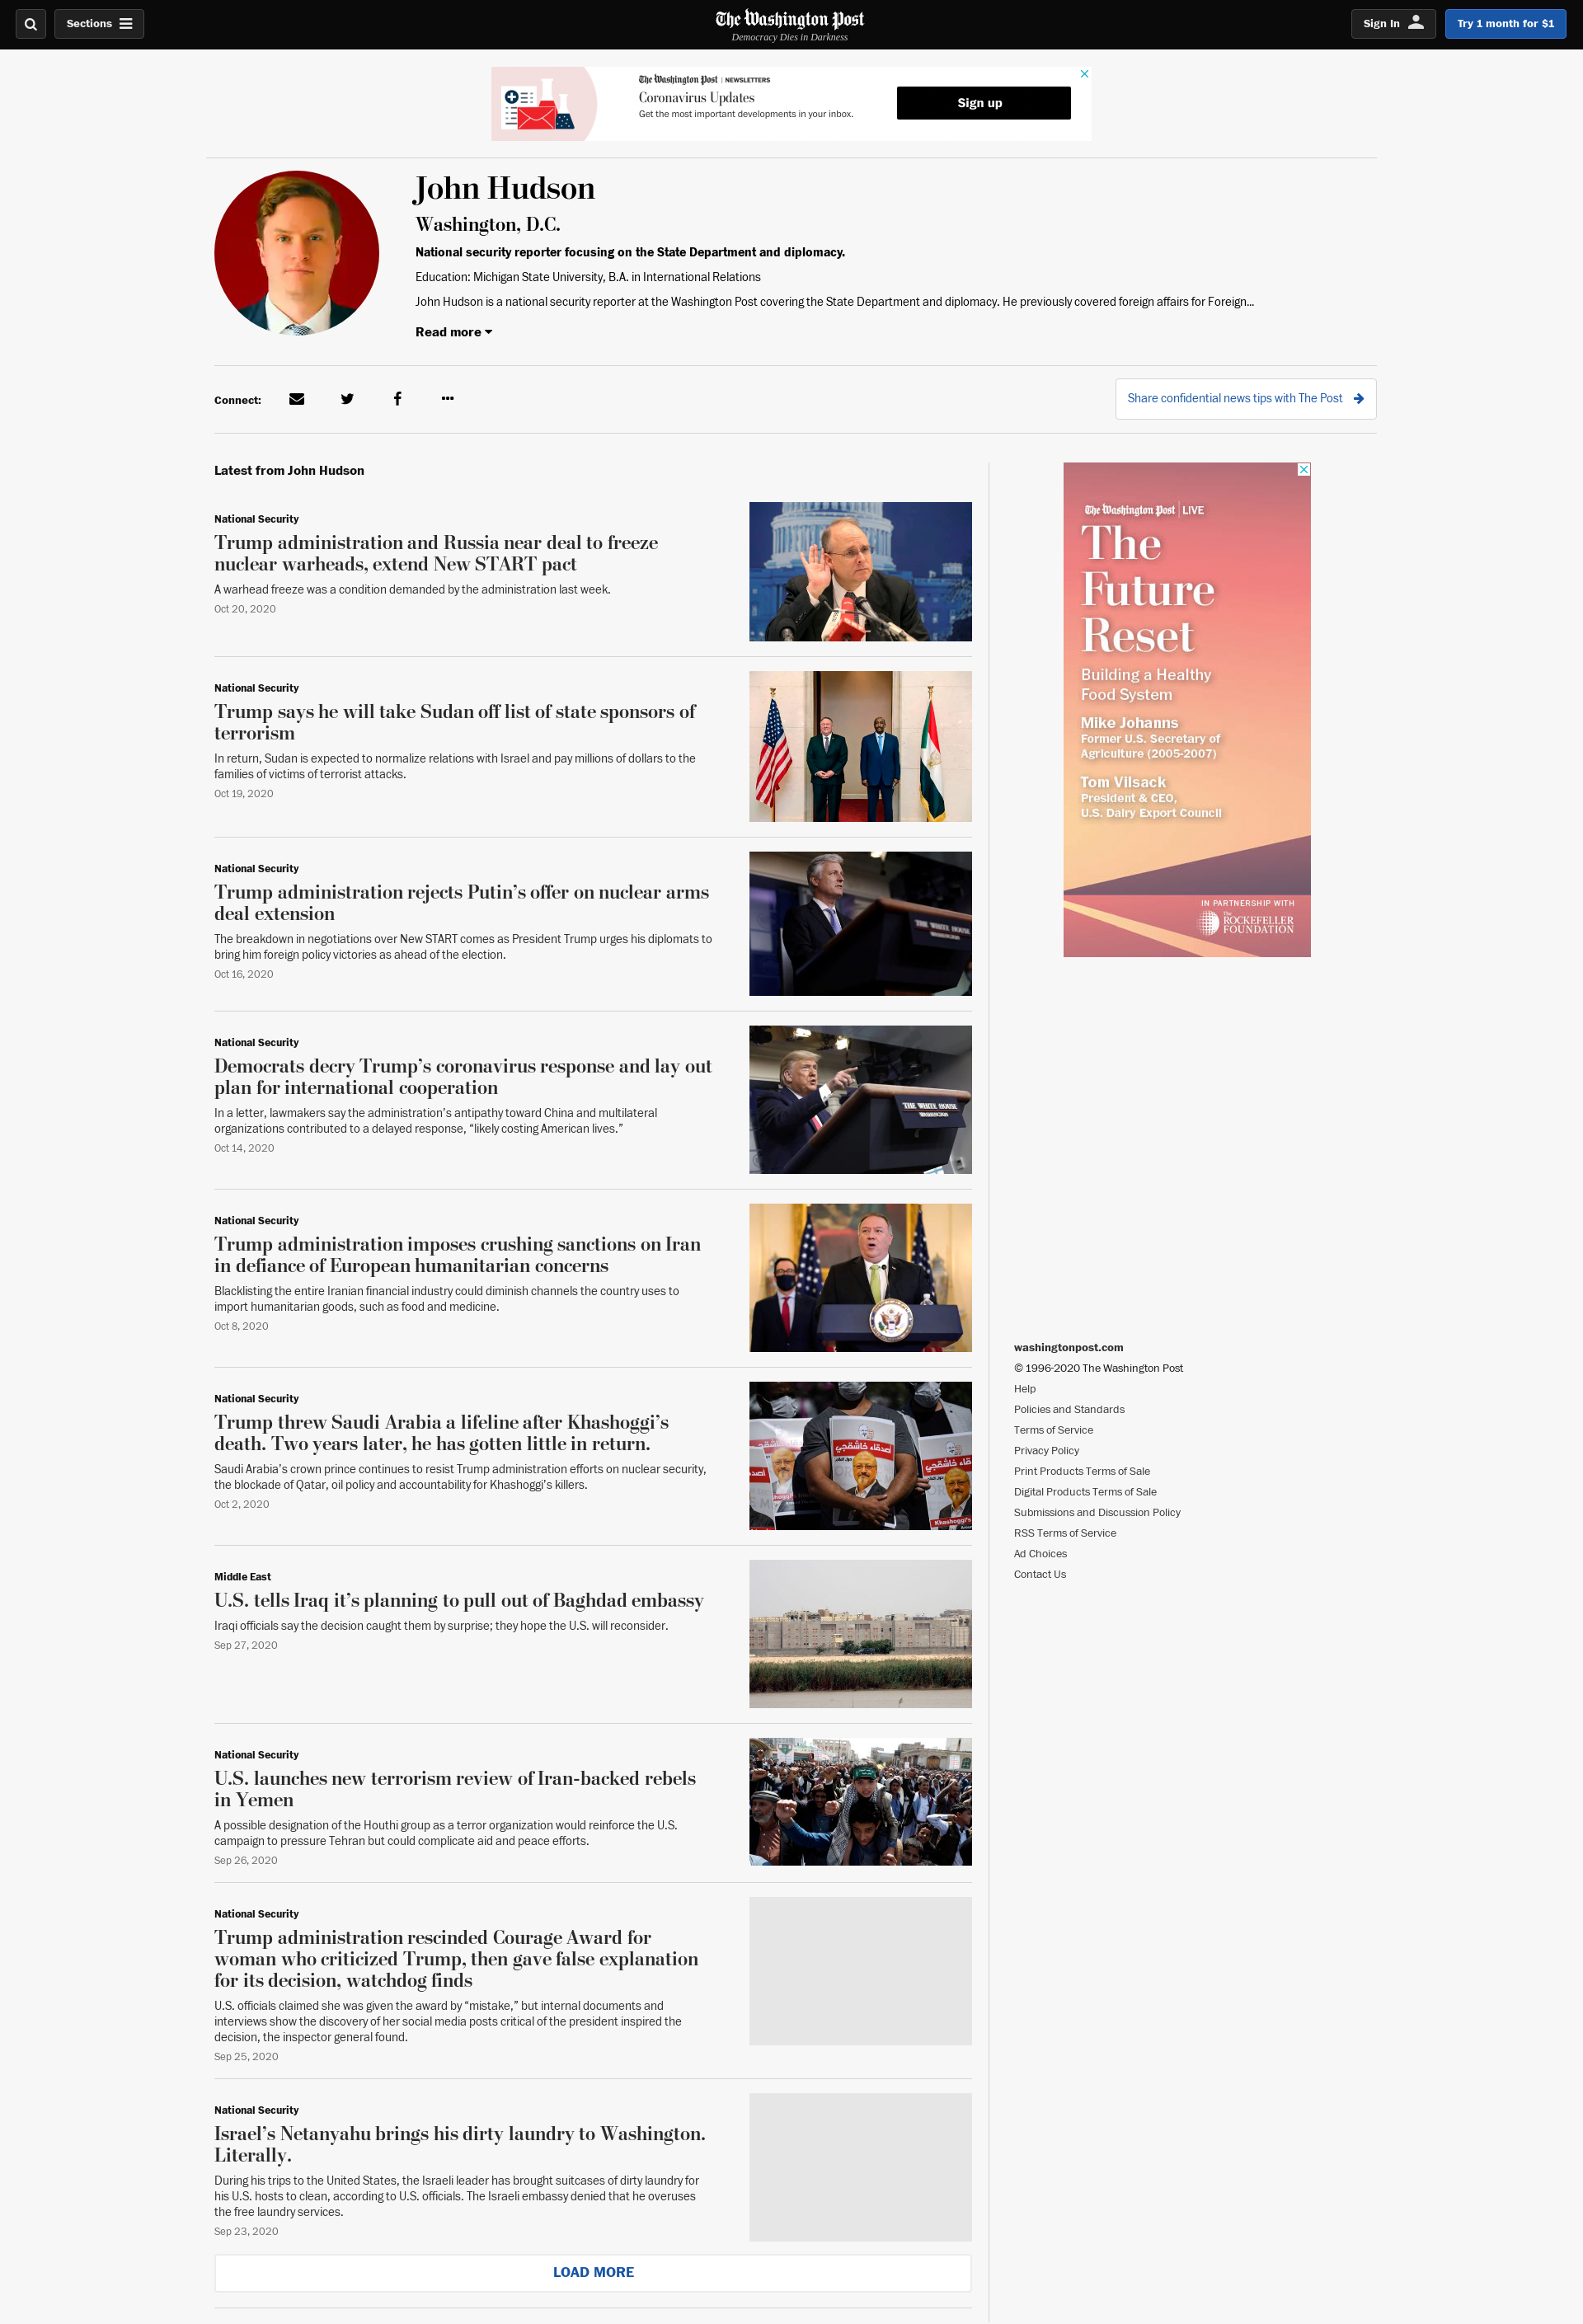 Sections
The Washington Post
Democracy Dies in Darkness
Sign In
Try 1 month for $1
The Washington Post | NEWSLETTERS
Coronavirus Updates
Get the most important developments in your inbox.
Sign up
John Hudson
Washington, D.C.
National security reporter focusing on the State Department and diplomacy.
Education: Michigan State University, B.A. in International Relations
John Hudson is a national security reporter at the Washington Post covering the State Department and diplomacy. He previously covered foreign affairs for Foreign...
Read more
Connect:
Share confidential news tips with The Post
Latest from John Hudson
National Security
Trump administration and Russia near deal to freeze
nuclear warheads, extend New START pact
A warhead freeze was a condition demanded by the administration last week.
Oct 20, 2020
National Security
Trump says he will take Sudan off list of state sponsors of
terrorism
In return, Sudan is expected to normalize relations with Israel and pay millions of dollars to the
families of victims of terrorist attacks.
Oct 19, 2020
National Security
Trump administration rejects Putin’s offer on nuclear arms
deal extension
The breakdown in negotiations over New START comes as President Trump urges his diplomats to
bring him foreign policy victories as ahead of the election.
Oct 16, 2020
THE WHITE HOUSE
WASHINGTON
National Security
Democrats decry Trump’s coronavirus response and lay out
plan for international cooperation
In a letter, lawmakers say the administration’s antipathy toward China and multilateral
organizations contributed to a delayed response, “likely costing American lives.”
Oct 14, 2020
THE WHITE HOUSE
WASHINGTON
National Security
Trump administration imposes crushing sanctions on Iran
in defiance of European humanitarian concerns
Blacklisting the entire Iranian financial industry could diminish channels the country uses to
import humanitarian goods, such as food and medicine.
Oct 8, 2020
National Security
Trump threw Saudi Arabia a lifeline after Khashoggi’s
death. Two years later, he has gotten little in return.
Saudi Arabia’s crown prince continues to resist Trump administration efforts on nuclear security,
the blockade of Qatar, oil policy and accountability for Khashoggi’s killers.
Oct 2, 2020
أصدقاء خاشقجي
Khashoggi's
Middle East
U.S. tells Iraq it’s planning to pull out of Baghdad embassy
Iraqi officials say the decision caught them by surprise; they hope the U.S. will reconsider.
Sep 27, 2020
National Security
U.S. launches new terrorism review of Iran-backed rebels
in Yemen
A possible designation of the Houthi group as a terror organization would reinforce the U.S.
campaign to pressure Tehran but could complicate aid and peace efforts.
Sep 26, 2020
National Security
Trump administration rescinded Courage Award for
woman who criticized Trump, then gave false explanation
for its decision, watchdog finds
U.S. officials claimed she was given the award by “mistake,” but internal documents and
interviews show the discovery of her social media posts critical of the president inspired the
decision, the inspector general found.
Sep 25, 2020
National Security
Israel’s Netanyahu brings his dirty laundry to Washington.
Literally.
During his trips to the United States, the Israeli leader has brought suitcases of dirty laundry for
his U.S. hosts to clean, according to U.S. officials. The Israeli embassy denied that he overuses
the free laundry services.
Sep 23, 2020
LOAD MORE
The Washington Post | LIVE
The
Future
Reset
Building a Healthy
Food System
Mike Johanns
Former U.S. Secretary of
Agriculture (2005-2007)
Tom Vilsack
President & CEO,
U.S. Dairy Export Council
IN PARTNERSHIP WITH
The
ROCKEFELLER
FOUNDATION
washingtonpost.com
© 1996-2020 The Washington Post
Help
Policies and Standards
Terms of Service
Privacy Policy
Print Products Terms of Sale
Digital Products Terms of Sale
Submissions and Discussion Policy
RSS Terms of Service
Ad Choices
Contact Us